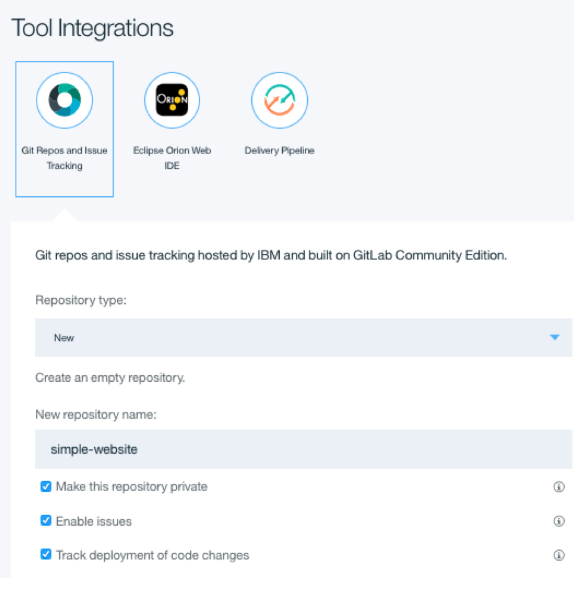 Tool Integrations
ORION
Git Repos and Issue
Tracking
Eclipse Orion Web
IDE
Delivery Pipeline
Git repos and issue tracking hosted by IBM and built on GitLab Community Edition.
Repository type:
New
Create an empty repository.
New repository name:
simple-website
Make this repository private
Enable issues
Track deployment of code changes